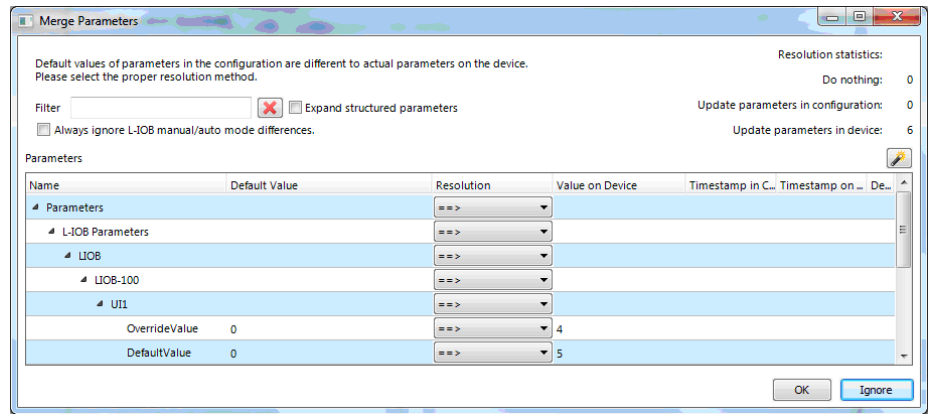 Merge Parameters
Default values of parameters in the configuration are different to actual parameters on the device.
Please select the proper resolution method.
Resolution statistics:
Do nothing: 0
Filter
Expand structured parameters
Update parameters in configuration: 0
Always ignore L-IOB manual/auto mode differences.
Update parameters in device: 6
Parameters
Name Default Value Resolution Value on Device Timestamp in C... Timestamp on ... De...
Parameters ==>
L-IOB Parameters ==>
LIOB ==>
LIOB-100 ==>
UI1 ==>
OverrideValue 0 ==> 4
DefaultValue 0 ==> 5
OK Ignore